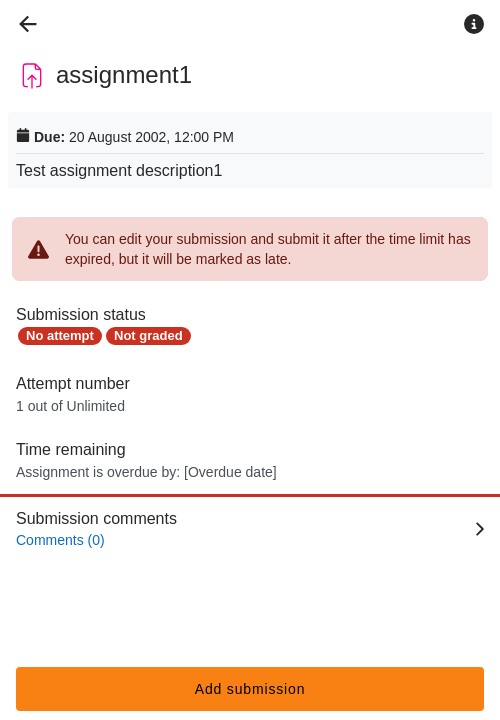 assignment1
Due: 20 August 2002, 12:00 PM
Test assignment description1
You can edit your submission and submit it after the time limit has
expired, but it will be marked as late.
Submission status
No attempt Not graded
Attempt number
1 out of Unlimited
Time remaining
Assignment is overdue by: [Overdue date]
Submission comments
Comments (0)
Add submission